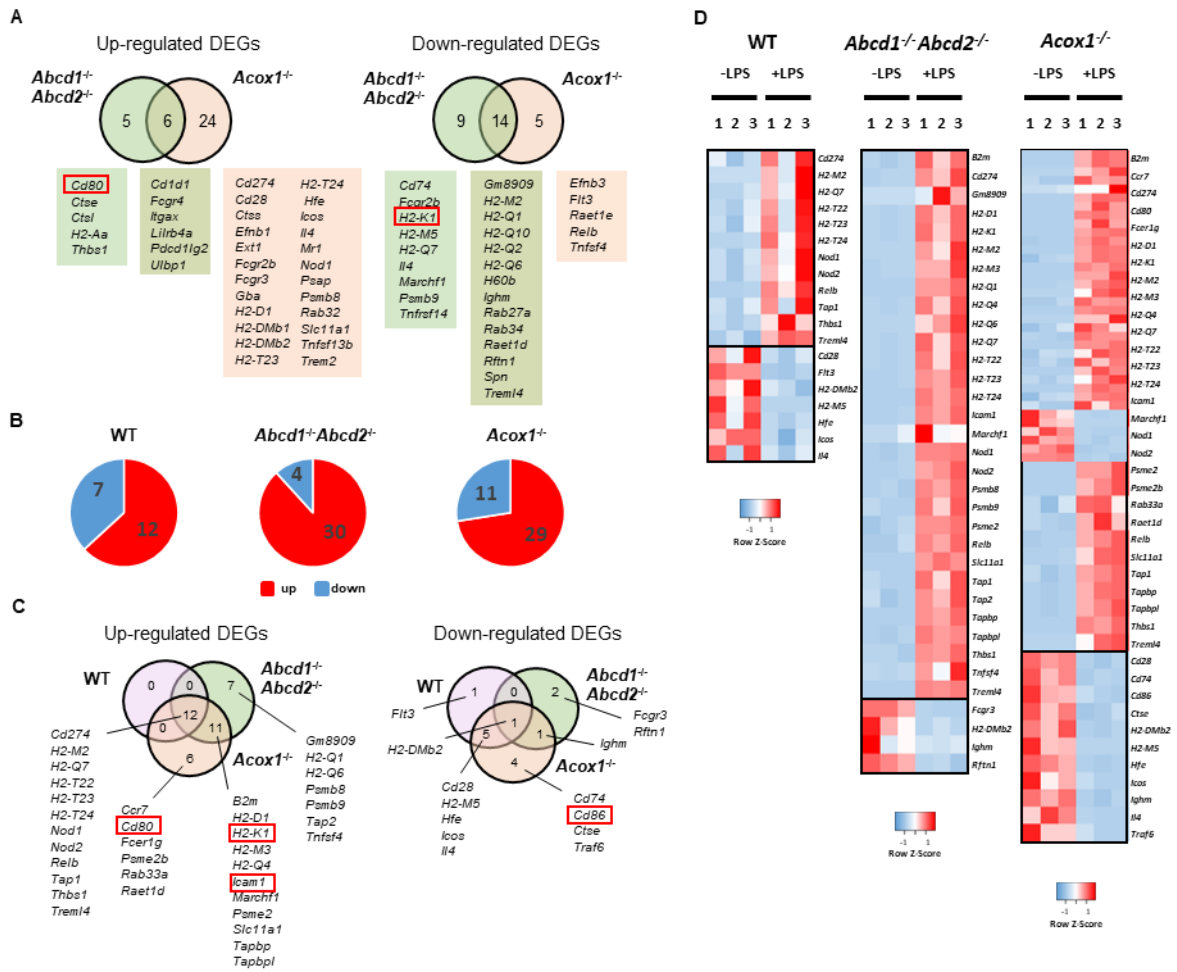 A
Up-regulated DEGs
Abcd1-/-
Abcd2-/-
Acox1-/-
5 6 24
Cd80
Ctse
Ctsl
H2-Aa
Thbs1
Cd1d1
Fcgr4
Itgax
Lilrb4a
Pdcd1lg2
Ulbp1
Cd274
Cd28
Ctss
Efnb1
Ext1
Fcgr2b
Fcgr3
Gba
H2-D1
H2-DMb1
H2-DMb2
H2-T23
H2-T24
Hfe
Icos
Il4
Mr1
Nod1
Psap
Psmb8
Rab32
Slc11a1
Tnfsf13b
Trem2
Down-regulated DEGs
Abcd1-/-
Abcd2-/-
Acox1-/-
9 14 5
Cd74
Fcgr2b
H2-K1
H2-M5
H2-Q7
Il4
Marchf1
Psmb9
Tnfrsf14
Gm8909
H2-M2
H2-Q1
H2-Q10
H2-Q2
H2-Q6
H60b
Ighm
Rab27a
Rab34
Raet1d
Rftn1
Spn
Treml4
Efnb3
Flt3
Raet1e
Relb
Tnfsf4
B
WT
7
12
Abcd1-/-Abcd2-/-
4
30
Acox1-/-
11
29
up down
C
Up-regulated DEGs
WT
Abcd1-/-
Abcd2-/-
Acox1-/-
0 0 7
12
0 11
6
Cd274
H2-M2
H2-Q7
H2-T22
H2-T23
H2-T24
Nod1
Nod2
Relb
Tap1
Thbs1
Treml4
Ccr7
Cd80
Fcer1g
Psme2b
Rab33a
Raet1d
B2m
H2-D1
H2-K1
H2-M3
H2-Q4
Icam1
Marchf1
Psme2
Slc11a1
Tapbp
Tapbpl
Gm8909
H2-Q1
H2-Q6
Psmb8
Psmb9
Tap2
Tnfsf4
Down-regulated DEGs
WT
Abcd1-/-
Abcd2-/-
Acox1-/-
1 0 2
1
5 1
4
Flt3
H2-DMb2
Cd28
H2-M5
Hfe
Icos
Il4
Fcgr3
Rftn1
Ighm
Cd74
Cd86
Ctse
Traf6
D
WT
-LPS +LPS
1 2 3 1 2 3
Cd274
H2-M2
H2-Q7
H2-T22
H2-T23
H2-T24
Nod1
Nod2
Relb
Tap1
Thbs1
Treml4
Cd28
Flt3
H2-DMb2
H2-M5
Hfe
Icos
Il4
-1 1
Row Z-Score
Abcd1-/-Abcd2-/-
-LPS +LPS
1 2 3 1 2 3
B2m
Cd274
Gm8909
H2-D1
H2-K1
H2-M2
H2-M3
H2-Q1
H2-Q4
H2-Q6
H2-Q7
H2-T22
H2-T23
H2-T24
Icam1
Marchf1
Nod1
Nod2
Psmb8
Psmb9
Psme2
Relb
Slc11a1
Tap1
Tap2
Tapbp
Tapbpl
Thbs1
Tnfsf4
Treml4
Fcgr3
H2-DMb2
Ighm
Rftn1
-1 1
Row Z-Score
Acox1-/-
-LPS +LPS
1 2 3 1 2 3
B2m
Ccr7
Cd274
Cd80
Fcer1g
H2-D1
H2-K1
H2-M2
H2-M3
H2-Q4
H2-Q7
H2-T22
H2-T23
H2-T24
Icam1
Marchf1
Nod1
Nod2
Psme2
Psme2b
Rab33a
Raet1d
Relb
Slc11a1
Tap1
Tapbp
Tapbpl
Thbs1
Treml4
Cd28
Cd74
Cd86
Ctse
H2-DMb2
H2-M5
Hfe
Icos
Ighm
Il4
Traf6
-1 1
Row Z-Score